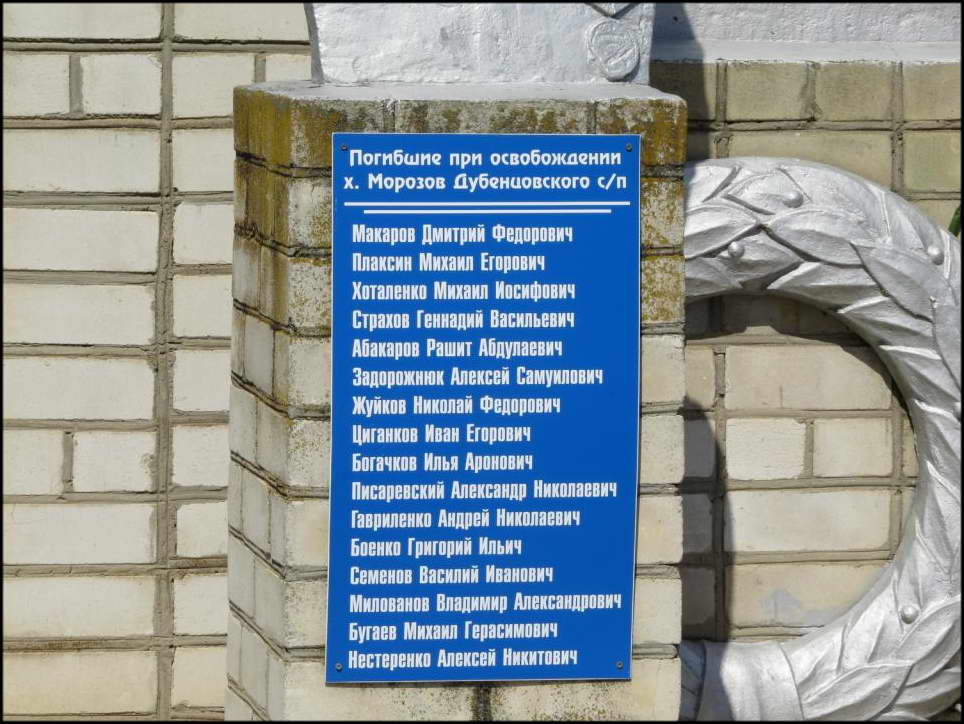 Погибшие при освобождении
х. Морозов Дубенцовского с/п
Макаров Дмитрий Федорович
Плаксин Михаил Егорович
Хоталенко Михаил Иосифович
Страхов Геннадий Васильевич
Абакаров Рашит Абдулаевич
Задорожнюк Алексей Самуилович
Жуйков Николай Федорович
Циганков Иван Егорович
Богачков Илья Аронович
Писаревский Александр Николаевич
Гавриленко Андрей Николаевич
Боенко Григорий Ильич
Семенов Василий Иванович
Милованов Владимир Александрович
Бугаев Михаил Герасимович
Нестеренко Алексей Никитович